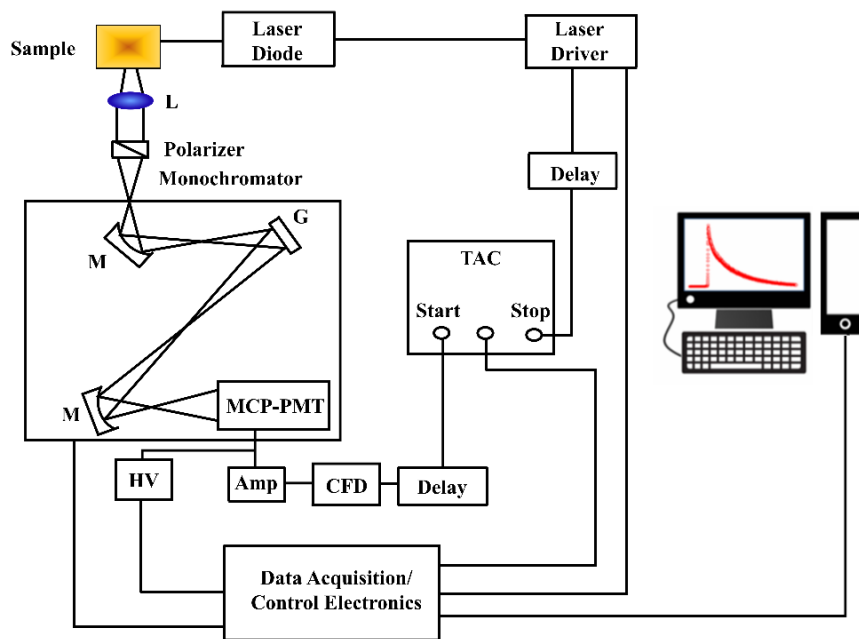 Sample
Laser
Diode
Laser
Driver
L
Polarizer
Monochromator
Delay
G
M
TAC
Start
Stop
M
MCP-PMT
HV
Amp
CFD
Delay
Data Acquisition/
Control Electronics